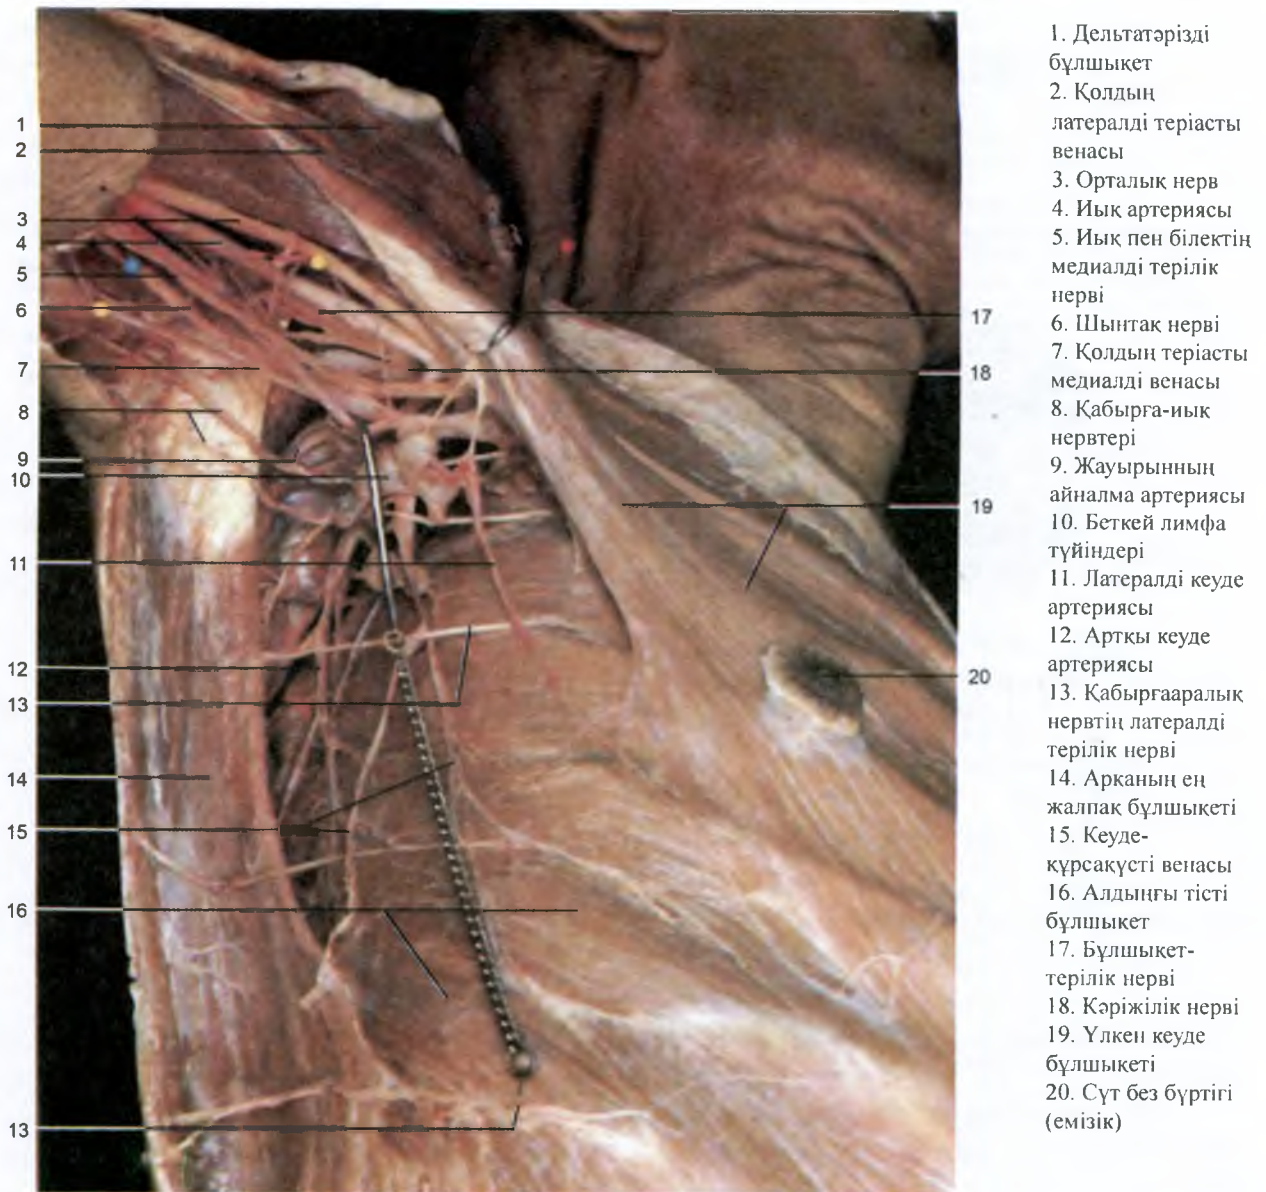 1
2
3
4
5
6
7
8
9
10
11
12
13
14
15
16
13
17
18
19
20
1. Дельтатәрізді
бұлшықет
2. Қолдың
латералді теріасты
венасы
3. Орталық нерв
4. Иық артериясы
5. Иық пен білектің
медиалді терілік
нерві
6. Шынтақ нерві
7. Қолдың теріасты
медиалді венасы
8. Қабырға-иық
нервтері
9. Жауырынның
айналма артериясы
10. Беткей лимфа
түйіндері
11. Латералді кеуде
артериясы
12. Артқы кеуде
артериясы
13. Қабырғааралық
нервтің латералді
терілік нерві
14. Арқаның ең
жалпақ бұлшықеті
15. Кеуде-
құрсақүсті венасы
16. Алдыңғы тісті
бұлшықет
17. Бұлшықет-
терілік нерві
18. Кәріжілік нерві
19. Үлкен кеуде
бұлшықеті
20. Сүт без бүртігі
(емізік)